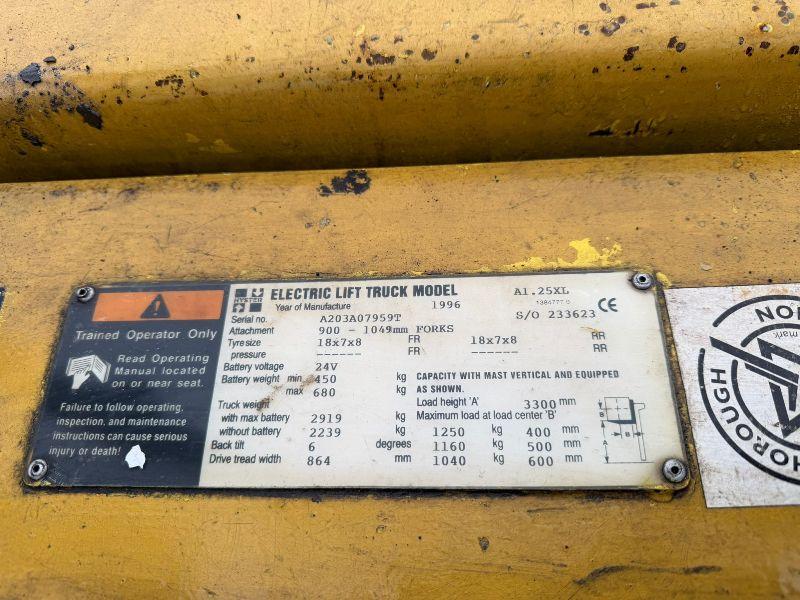 Trained Operator Only
Read Operating
Manual located
on or near seat.
Failure to follow operating,
inspection, and maintenance
instructions can cause serious
injury or death!
HYSTER
ELECTRIC LIFT TRUCK MODEL A1.25XL
Year of Manufacture 1996
Serial no. A203A07959T S/O 233623 CE
Attachment 900 - 1049mm FORKS
Tyre size 18x7x8 FR 18x7x8 RR
pressure ------ FR ------ RR
Battery voltage 24V
Battery weight min 450 kg CAPACITY WITH MAST VERTICAL AND EQUIPPED
max 680 kg AS SHOWN.
Truck weight Load height 'A' 3300 mm
with max battery 2919 kg Maximum load at load center 'B'
without battery 2239 kg 1250 kg 400 mm
Back tilt 6 degrees 1160 kg 500 mm
Drive tread width 864 mm 1040 kg 600 mm
B
B
A
THOROUGH
mark